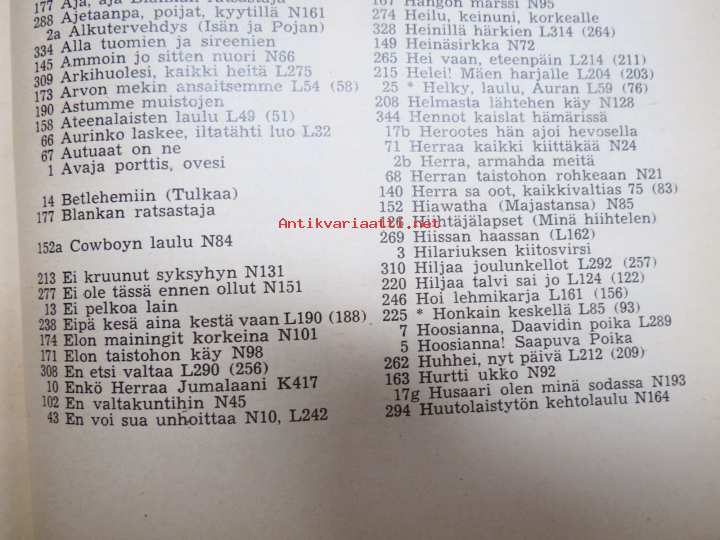 177 Aja, aja Blankan ratsastaja
288 Ajetaanpa, pojat, kyytillä N161
2a Alkutervehdys (Isän ja Pojan)
334 Alla tuomien ja sireenien
145 Ammoin jo sitten nuori N66
309 Arkihuolesi, kaikki heitä L275
173 Arvon mekin ansaitsemme L54 (58)
190 Astumme muistojen
158 Ateenalaisten laulu L49 (51)
66 Aurinko laskee, iltatähti luo L32
67 Autuaat on ne
1 Avaja porttis, ovesi
14 Betlehemiin (Tulkaa)
177 Blankan ratsastaja
152a Cowboyn laulu N84
213 Ei kruunut syksyhyn N131
277 Ei ole tässä ennen ollut N151
13 Ei pelkoa lain
238 Eipä kesä aina kestä vaan L190 (188)
174 Elon mainingit korkeina N101
171 Elon taistohon käy N98
308 En etsi valtaa L290 (256)
10 Enkö Herraa Jumalaani K417
102 En valtakuntihin N45
43 En voi sua unhoittaa N10, L242
167 Hangon marssi N95
274 Heilu, keinuni, korkealle
328 Heinillä härkien L314 (264)
149 Heinäsirkka N72
265 Hei vaan, eteenpäin L214 (211)
215 Helei! Mäen harjalle L204 (203)
25 * Helky, laulu, Auran L59 (76)
208 Helmasta lähtehen käy N128
344 Hennot kaislat hämärissä
17b Herootes hän ajoi hevosella
71 Herraa kaikki kiittäkää N24
2b Herra, armahda meitä
68 Herran taistohon rohkeaan N21
140 Herra sa oot, kaikkivaltias 75 (83)
152 Hiawatha (Majastansa) N85
126 Hiihtäjälapset (Minä hiihtelen)
269 Hiissan haassan (L162)
3 Hilariuksen kiitosvirsi
310 Hiljaa joulunkellot L292 (257)
220 Hiljaa talvi sai jo L124 (122)
246 Hoi lehmikarja L161 (156)
225 * Honkain keskellä L85 (93)
7 Hoosianna, Daavidin poika L289
5 Hoosianna! Saapuva Poika
262 Huhhei, nyt päivä L212 (209)
163 Hurtti ukko N92
17g Husaari olen minä sodassa N193
294 Huutolaistytön kehtolaulu N164
Antikvariaatti.net